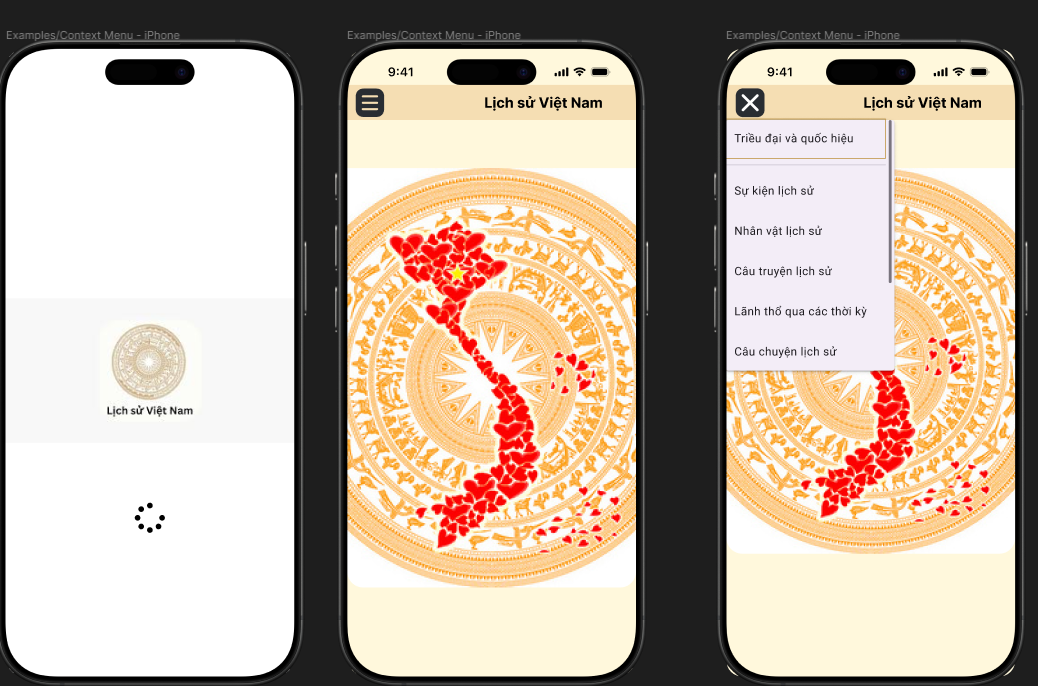 Examples/Context Menu - iPhone
Examples/Context Menu - iPhone
Examples/Context Menu - iPhone
Lịch sử Việt Nam
9:41
Lịch sử Việt Nam
9:41
Lịch sử Việt Nam
Triều đại và quốc hiệu
Sự kiện lịch sử
Nhân vật lịch sử
Câu truyện lịch sử
Lãnh thổ qua các thời kỳ
Câu chuyện lịch sử